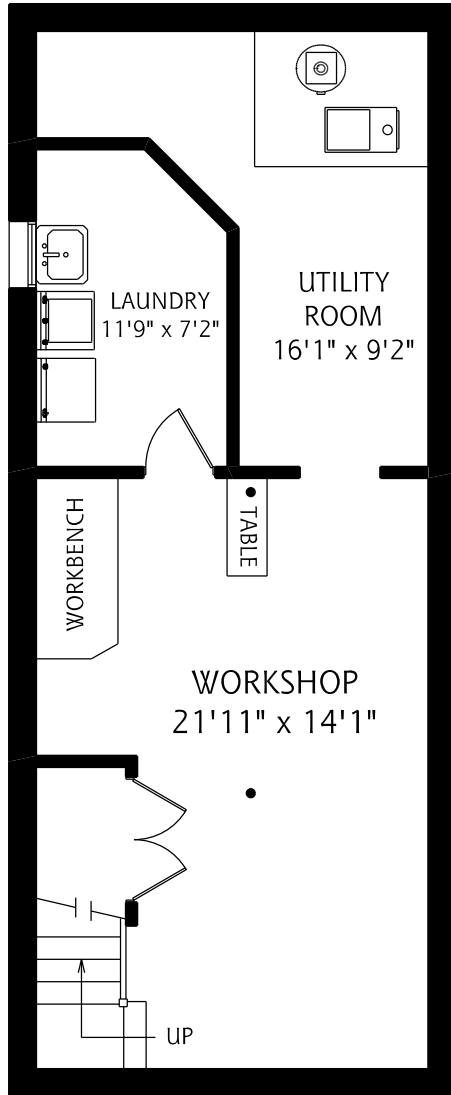 UTILITY
ROOM
16'1" x 9'2"
LAUNDRY
11'9" x 7'2"
WORKBENCH
TABLE
WORKSHOP
21'11" x 14'1"
UP